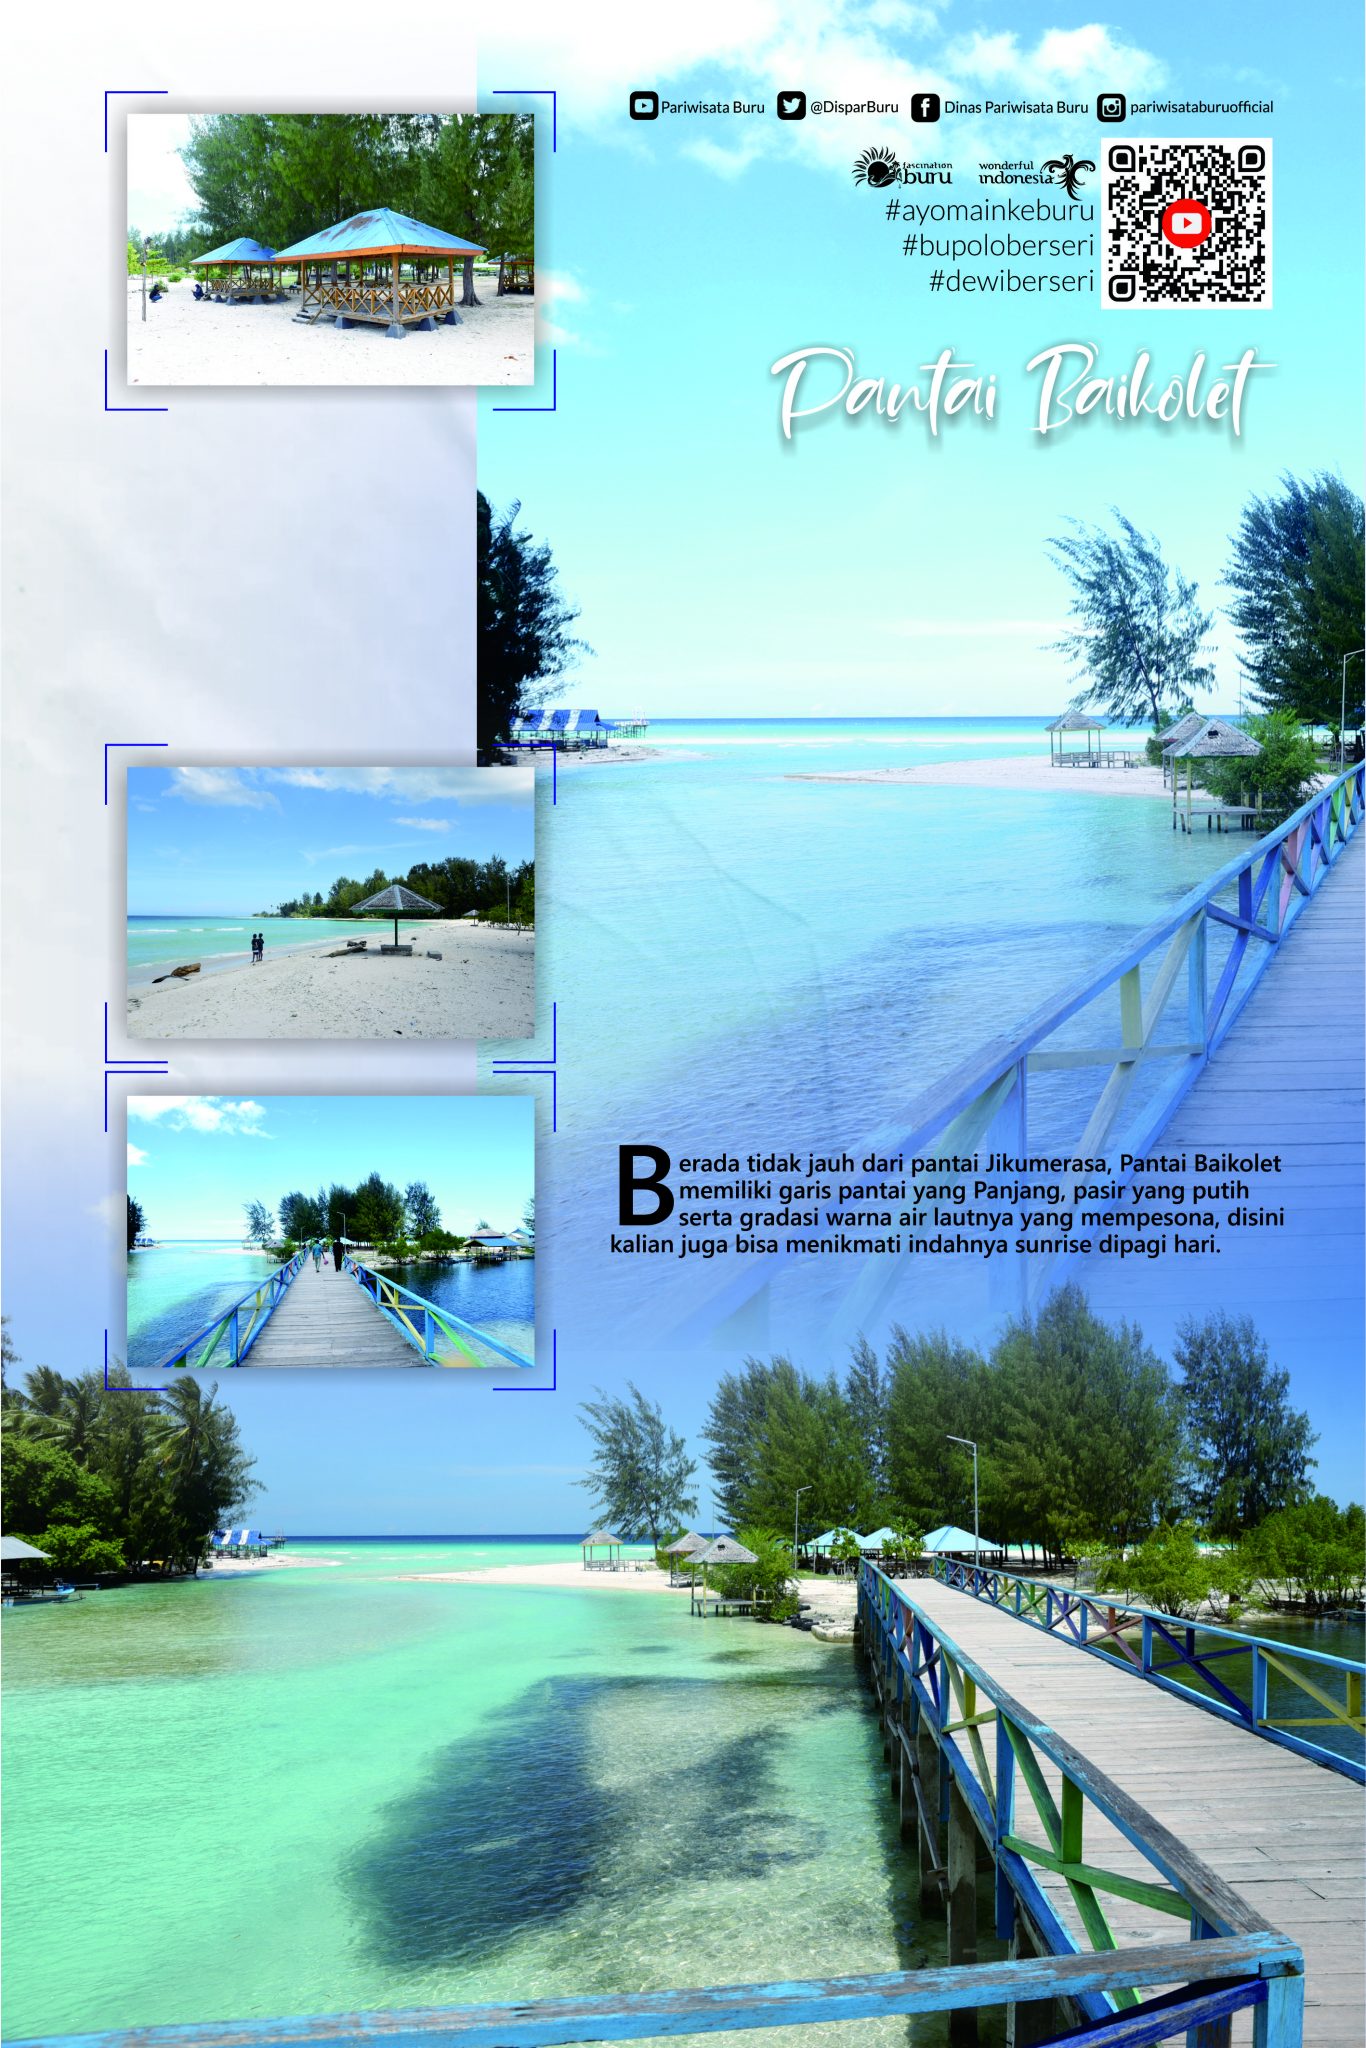 Pariwisata Buru @DisparBuru Dinas Pariwisata Buru pariwisataburuofficial
fascination
buru
wonderful
indonesia
#ayomainkeburu
#bupoloberseri
#dewiberseri
Pantai Baikolet
Berada tidak jauh dari pantai Jikumerasa, Pantai Baikolet
memiliki garis pantai yang Panjang, pasir yang putih
serta gradasi warna air lautnya yang mempesona, disini
kalian juga bisa menikmati indahnya sunrise dipagi hari.